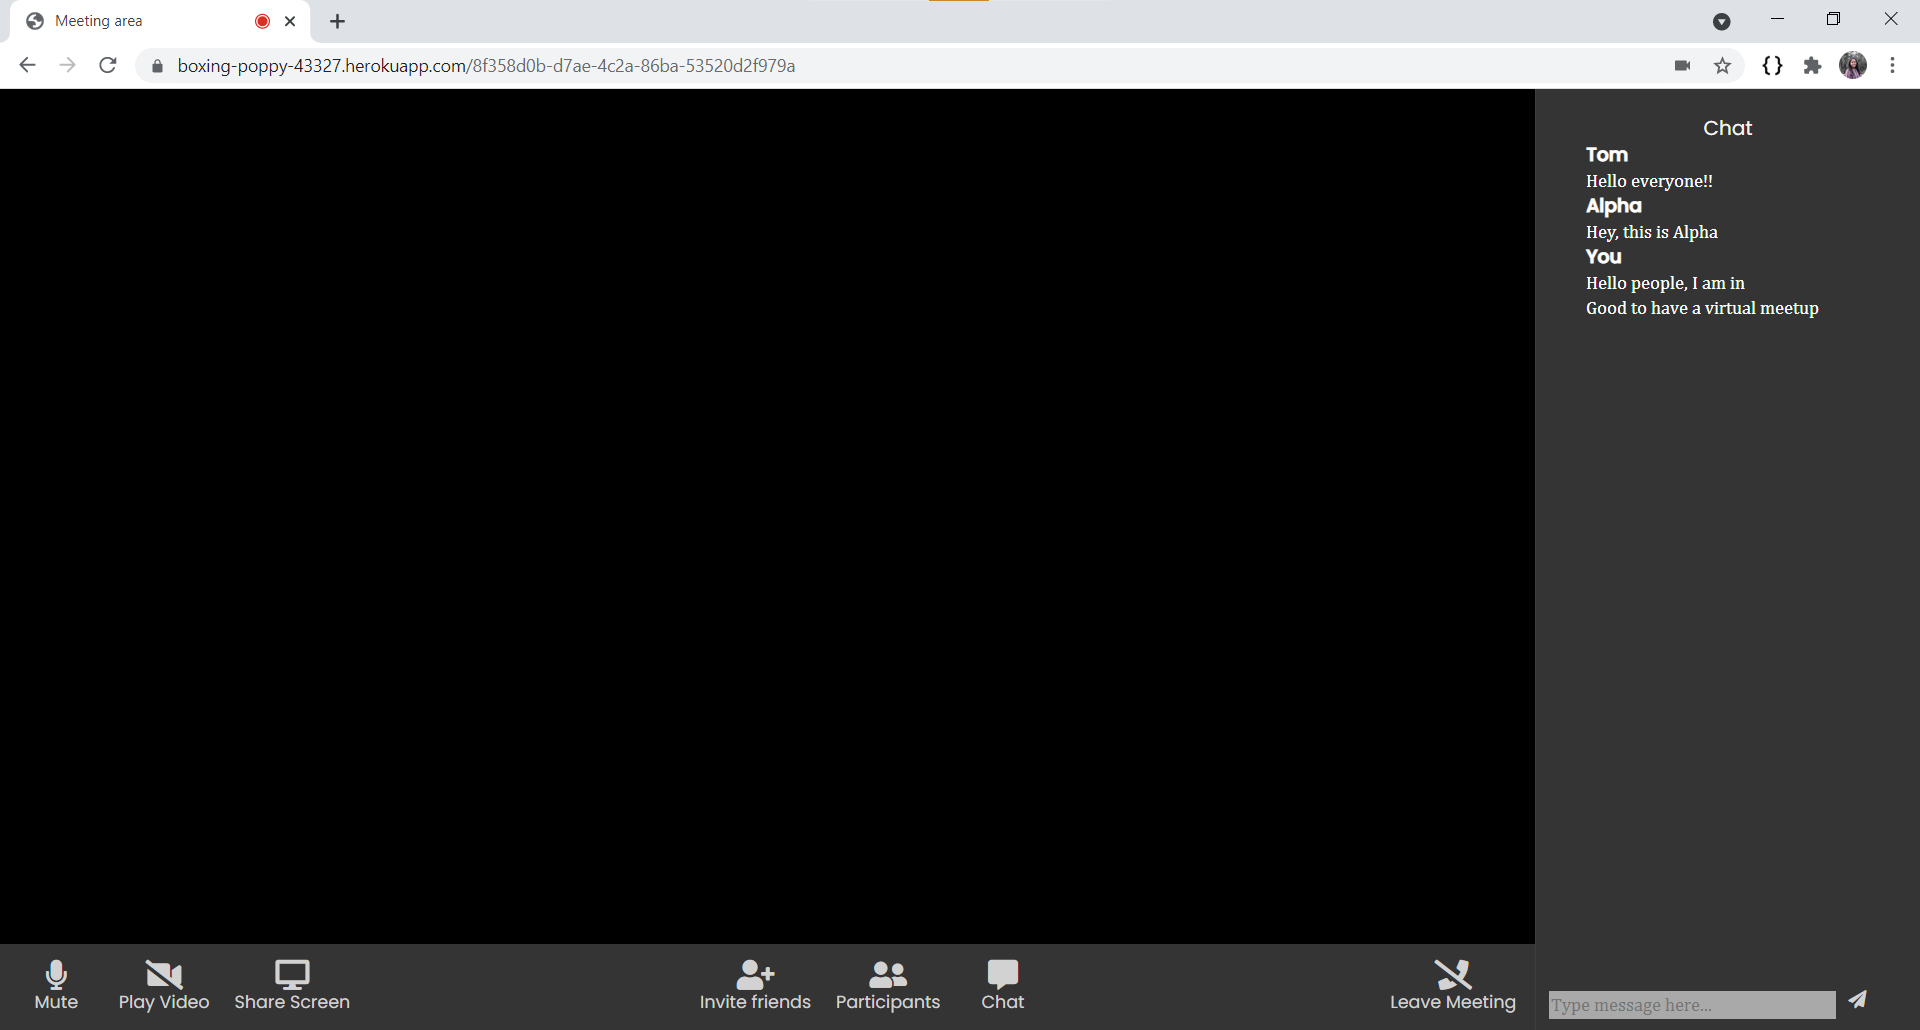 Meeting area
boxing-poppy-43327.herokuapp.com/8f358d0b-d7ae-4c2a-86ba-53520d2f979a
Chat
Tom
Hello everyone!!
Alpha
Hey, this is Alpha
You
Hello people, I am in
Good to have a virtual meetup
Mute
Play Video
Share Screen
Invite friends
Participants
Chat
Leave Meeting
Type message here...